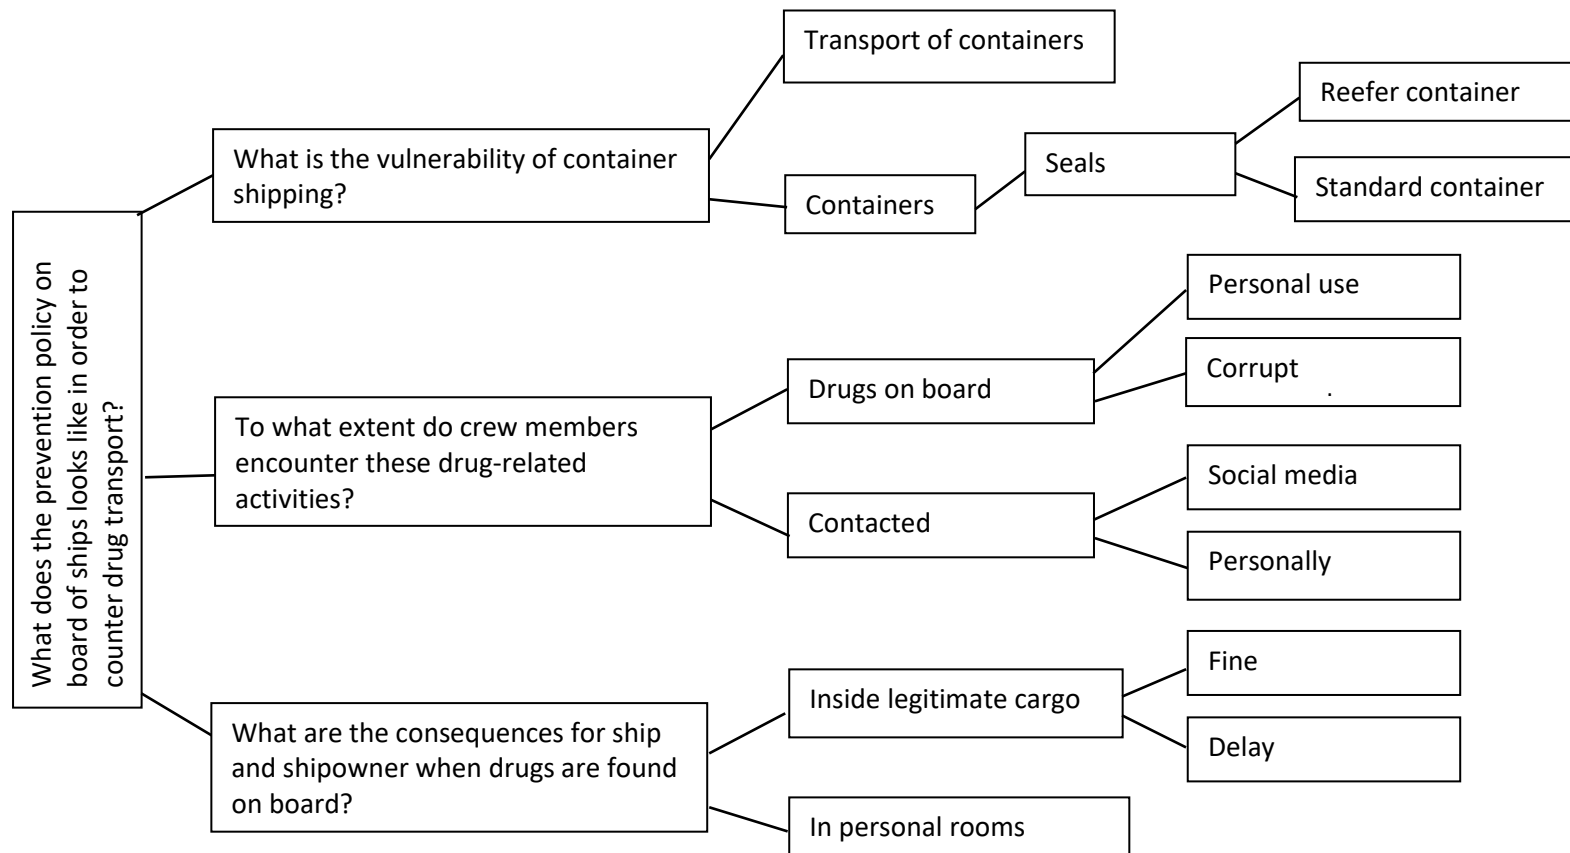 What does the prevention policy on
board of ships looks like in order to
counter drug transport?
What is the vulnerability of container
shipping?
Transport of containers
Containers
Seals
Reefer container
Standard container
To what extent do crew members
encounter these drug-related
activities?
Drugs on board
Personal use
Corrupt
.
Contacted
Social media
Personally
What are the consequences for ship
and shipowner when drugs are found
on board?
Inside legitimate cargo
Fine
Delay
In personal rooms